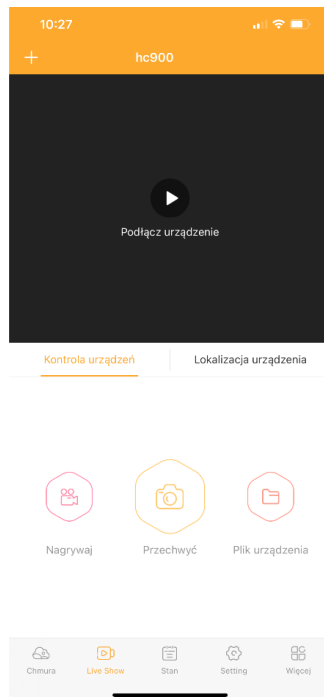 10:27
hc900
Podłącz urządzenie
Kontrola urządzeń
Lokalizacja urządzenia
Nagrywaj
Przechwyć
Plik urządzenia
Chmura
Live Show
Stan
Setting
Więcej